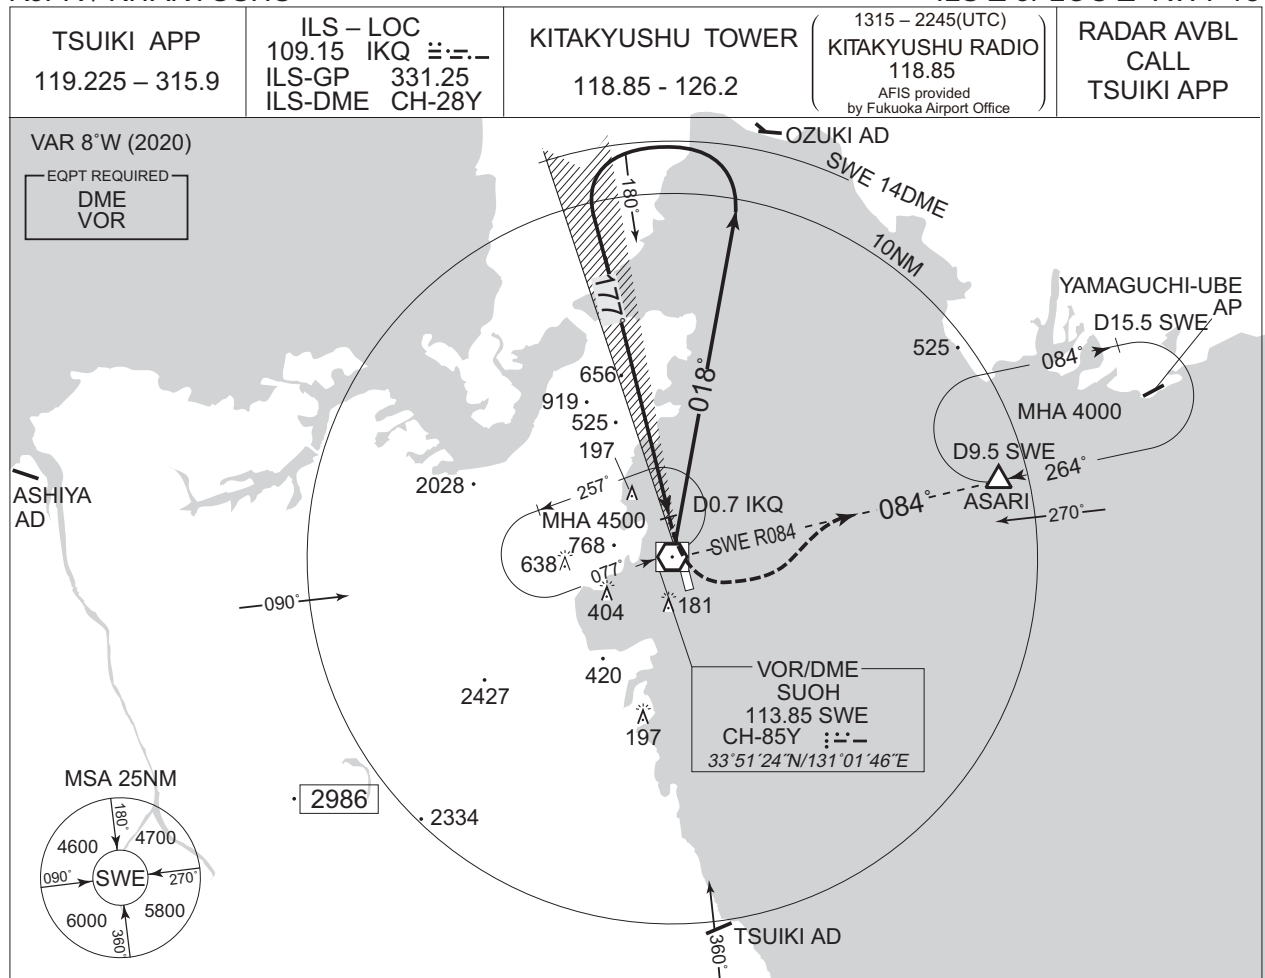 TSUIKI APP
119.225 – 315.9
ILS – LOC
109.15 IKQ
ILS-GP 331.25
ILS-DME CH-28Y
KITAKYUSHU TOWER
118.85 - 126.2
1315 – 2245(UTC)
KITAKYUSHU RADIO
118.85
AFIS provided
by Fukuoka Airport Office
RADAR AVBL
CALL
TSUIKI APP
VAR 8°W (2020)
EQPT REQUIRED
DME
VOR
OZUKI AD
SWE 14DME
180°
10NM
177°
YAMAGUCHI-UBE
AP
D15.5 SWE
525
084°
656
018°
919
525
MHA 4000
197
D9.5 SWE
264°
ASHIYA
AD
2028
257°
D0.7 IKQ
ASARI
084°
270°
MHA 4500
SWE R084
768
638
077°
090°
404
181
420
2427
VOR/DME
SUOH
113.85 SWE
CH-85Y
33°51´24˝N/131°01´46˝E
197
MSA 25NM
2986
2334
180°
4600
4700
090°
SWE
270°
6000
5800
360°
TSUIKI AD
360°